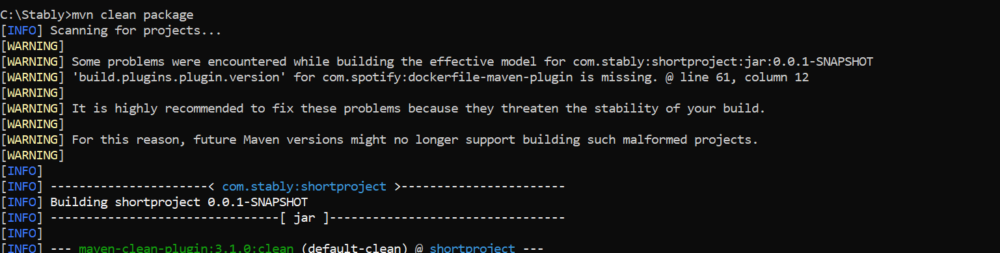 C:\Stably>mvn clean package
[INFO] Scanning for projects...
[WARNING]
[WARNING] Some problems were encountered while building the effective model for com.stably:shortproject:jar:0.0.1-SNAPSHOT
[WARNING] 'build.plugins.plugin.version' for com.spotify:dockerfile-maven-plugin is missing. @ line 61, column 12
[WARNING]
[WARNING] It is highly recommended to fix these problems because they threaten the stability of your build.
[WARNING]
[WARNING] For this reason, future Maven versions might no longer support building such malformed projects.
[WARNING]
[INFO]
[INFO] ----------------------< com.stably:shortproject >-----------------------
[INFO] Building shortproject 0.0.1-SNAPSHOT
[INFO] --------------------------------[ jar ]---------------------------------
[INFO]
[INFO] --- maven-clean-plugin:3.1.0:clean (default-clean) @ shortproject ---